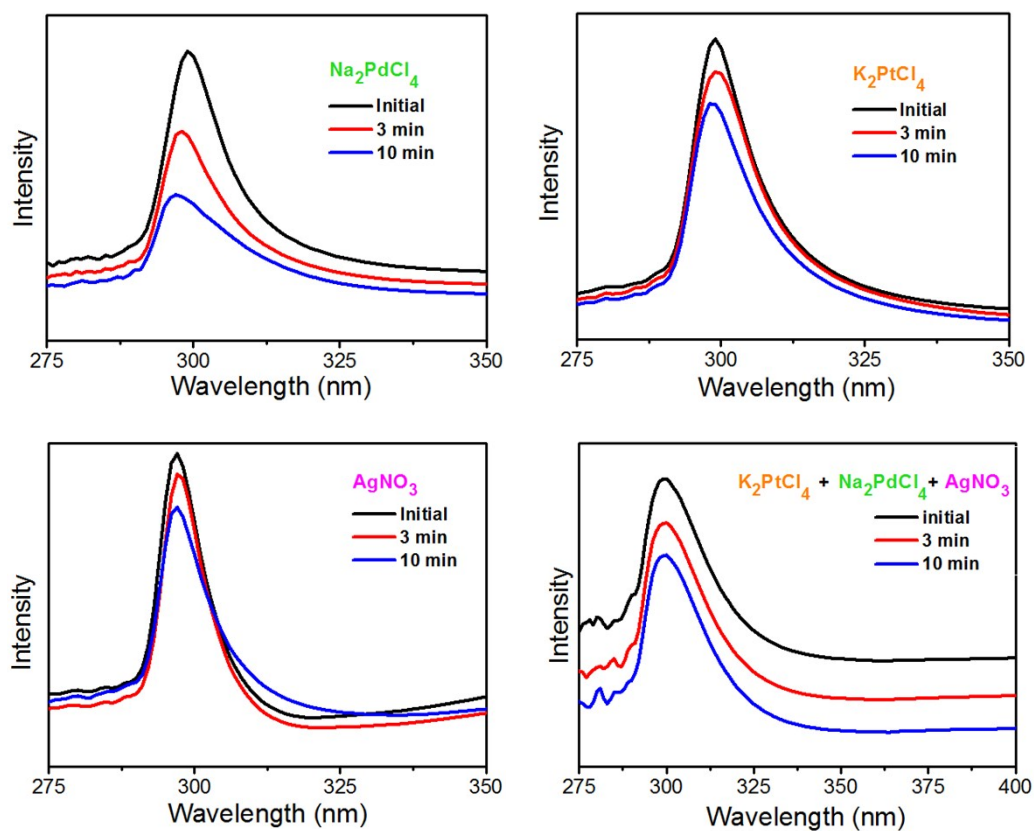 Na₂PdCl₄
Initial
3 min
10 min
Intensity
275 300 325 350
Wavelength (nm)
K₂PtCl₄
Initial
3 min
10 min
Intensity
275 300 325 350
Wavelength (nm)
AgNO₃
Initial
3 min
10 min
Intensity
275 300 325 350
Wavelength (nm)
K₂PtCl₄ + Na₂PdCl₄+ AgNO₃
initial
3 min
10 min
Intensity
275 300 325 350 375 400
Wavelength (nm)